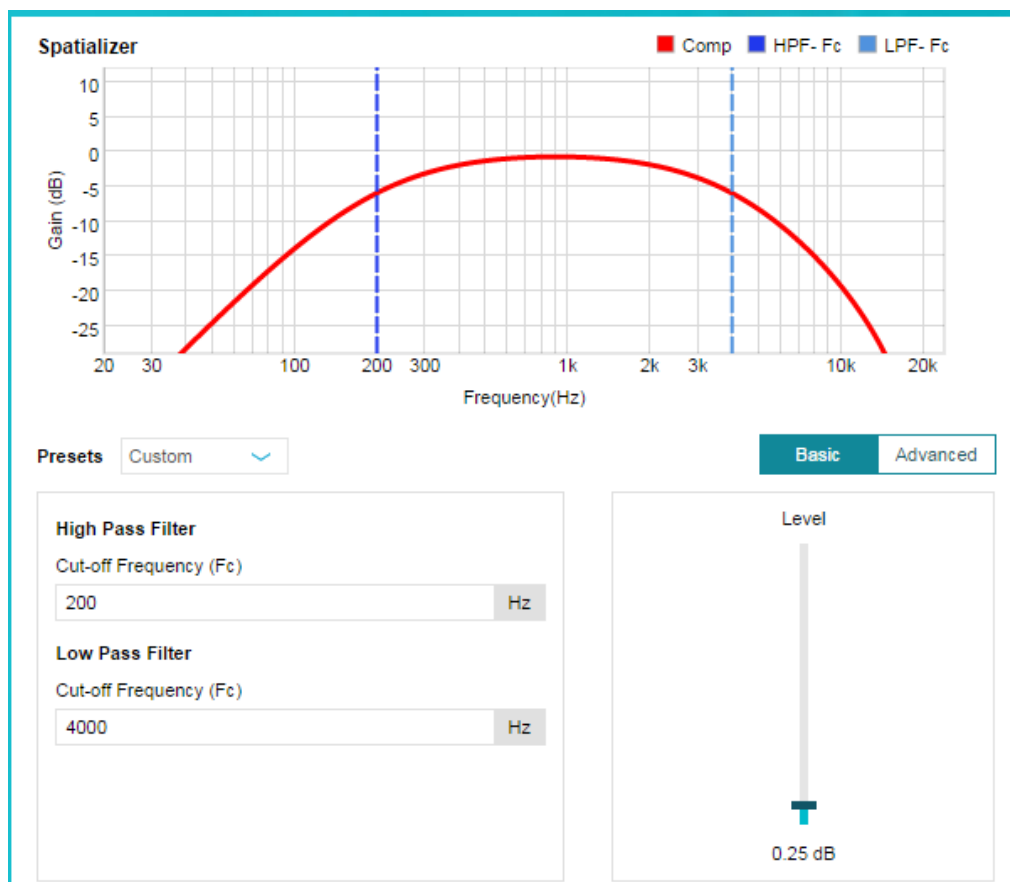 Spatializer
Comp HPF- Fc LPF- Fc
10
5
0
-5
-10
-15
-20
-25
Gain (dB)
20 30 100 200 300 1k 2k 3k 10k 20k
Frequency(Hz)
Presets Custom Basic Advanced
High Pass Filter
Cut-off Frequency (Fc)
200 Hz
Low Pass Filter
Cut-off Frequency (Fc)
4000 Hz
Level
0.25 dB